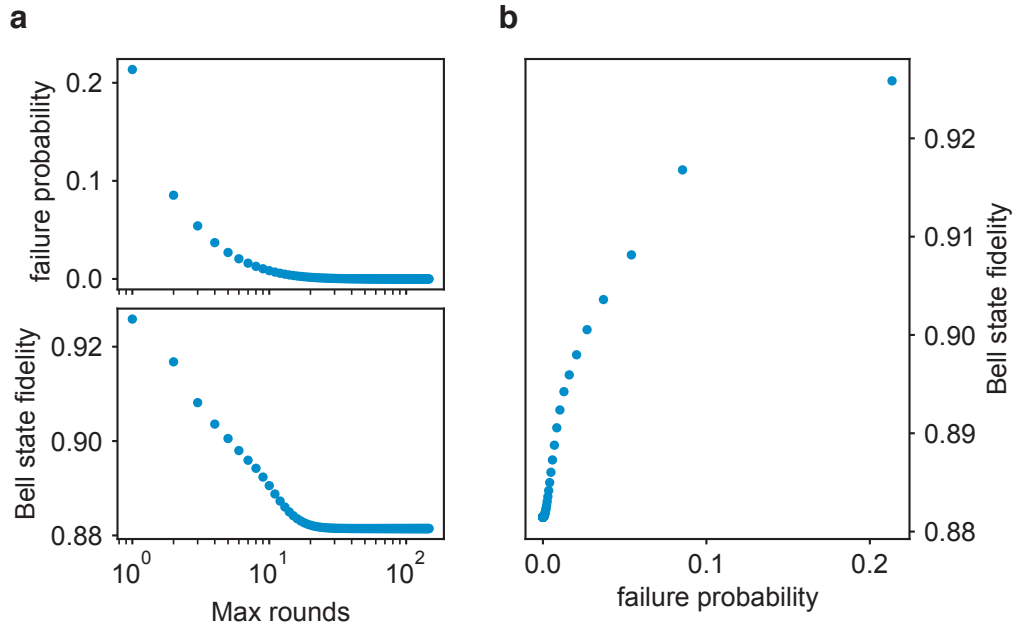 a
b
failure probability
0.2
0.1
0.0
Bell state fidelity
0.92
0.90
0.88
10^0
10^1
10^2
Max rounds
0.92
0.91
0.90
0.89
0.88
Bell state fidelity
0.0
0.1
0.2
failure probability